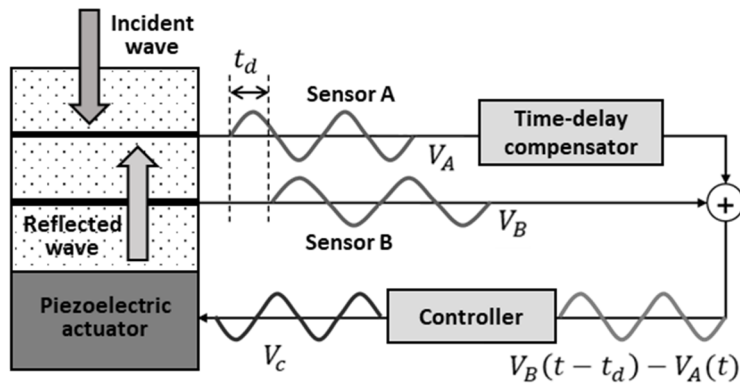 Incident
wave
t_d
Sensor A
V_A
Time-delay
compensator
+
Reflected
wave
Sensor B
V_B
Piezoelectric
actuator
V_c
Controller
V_B(t − t_d) − V_A(t)